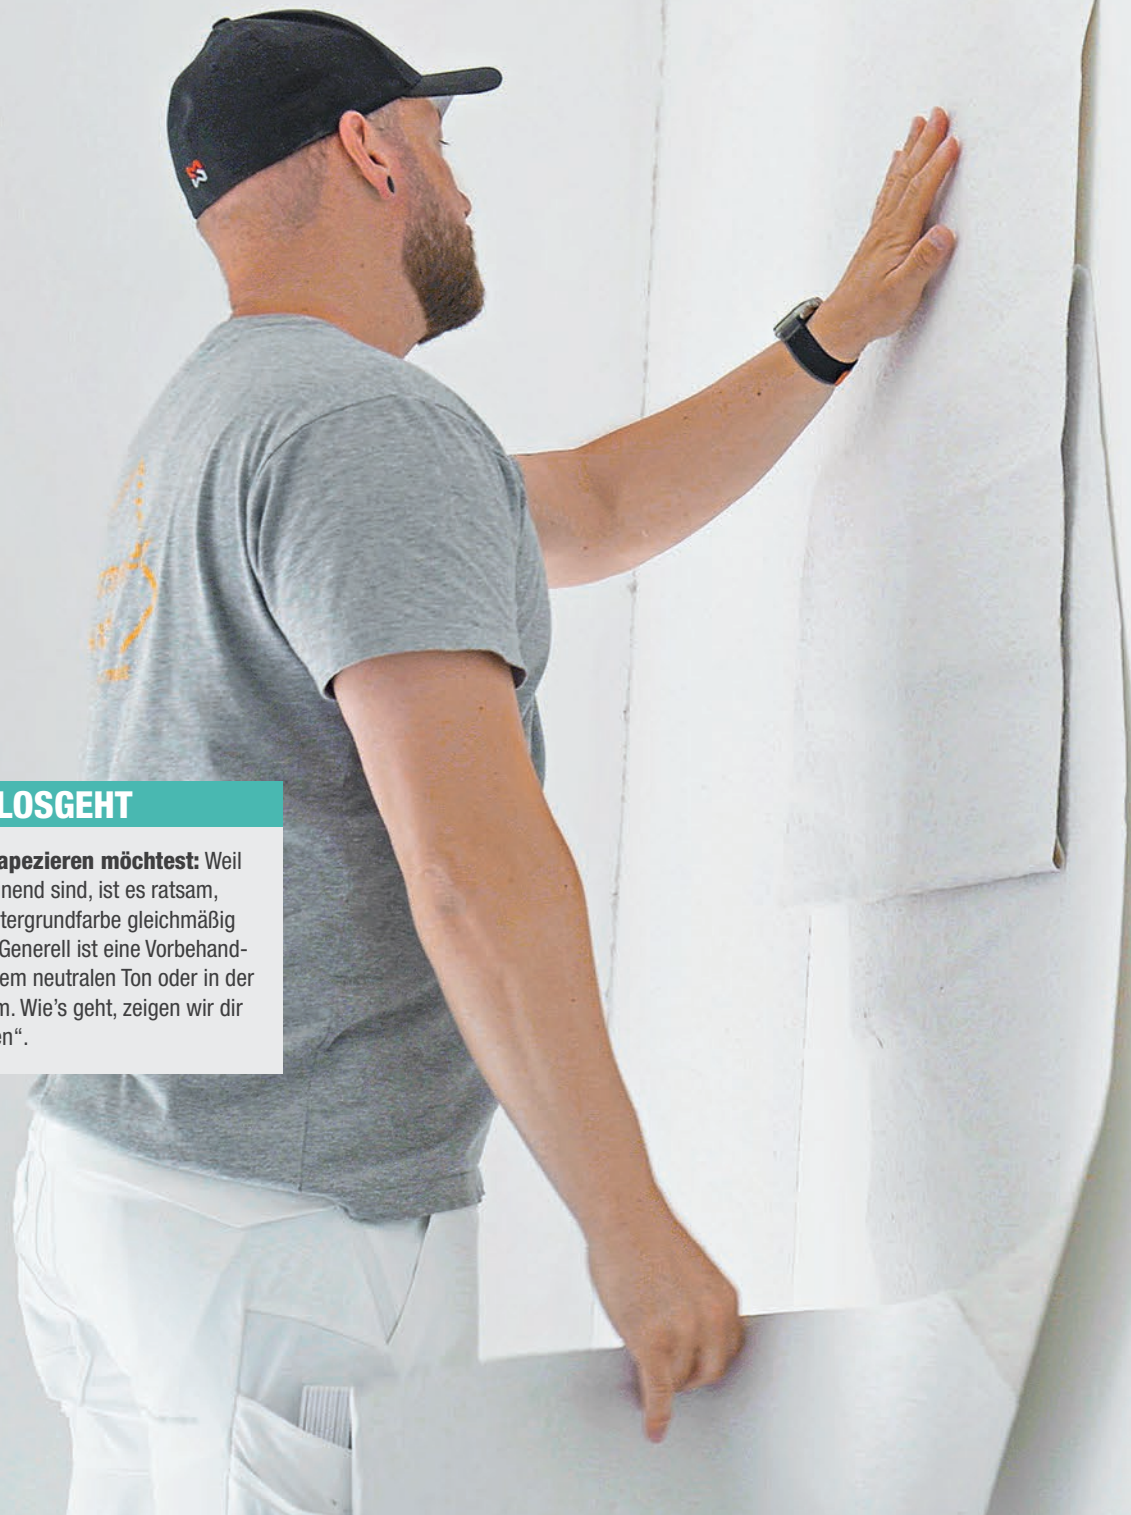 LOSGEHT
apezieren möchtest: Weil
nend sind, ist es ratsam,
tergrundfarbe gleichmäßig
Generell ist eine Vorbehand-
em neutralen Ton oder in der
n. Wie’s geht, zeigen wir dir
en“.